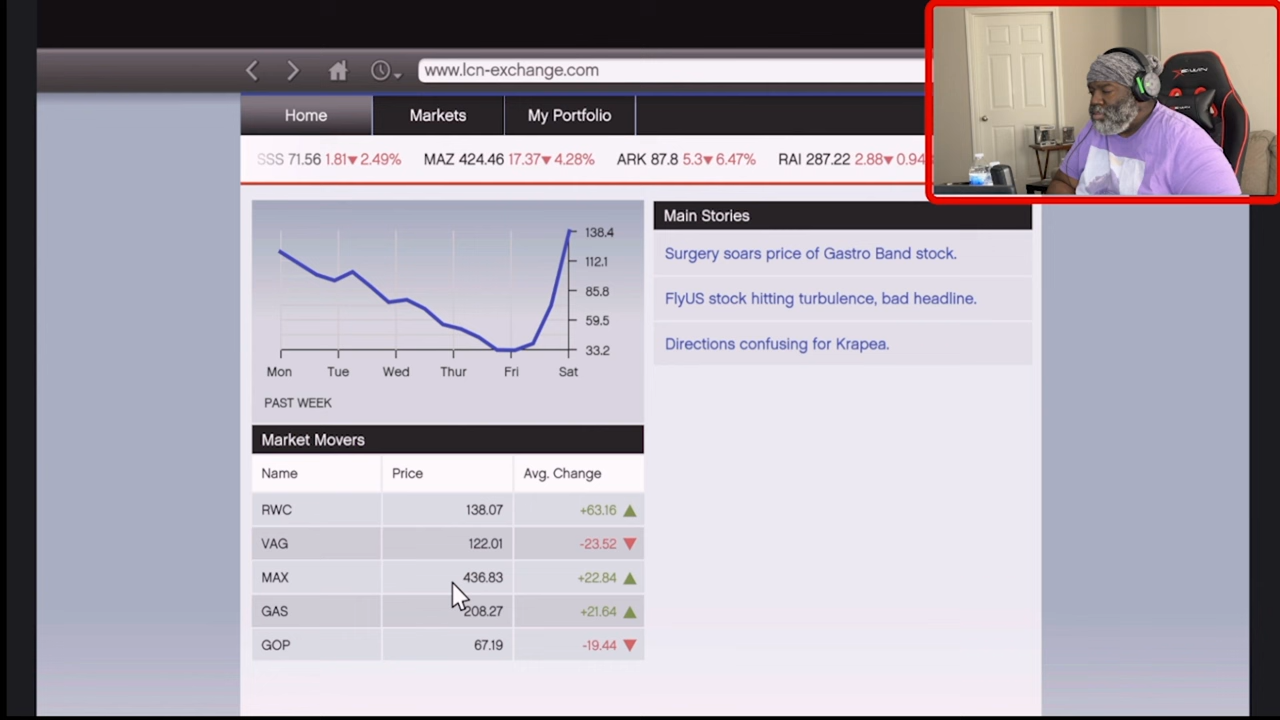 www.lcn-exchange.com
Home Markets My Portfolio
SSS 71.56 1.81▼2.49% MAZ 424.46 17.37▼4.28% ARK 87.8 5.3▼6.47% RAI 287.22 2.88▼0.94
138.4
112.1
85.8
59.5
33.2
Mon Tue Wed Thur Fri Sat
PAST WEEK
Main Stories
Surgery soars price of Gastro Band stock.
FlyUS stock hitting turbulence, bad headline.
Directions confusing for Krapea.
Market Movers
Name Price Avg. Change
RWC 138.07 +63.16 ▲
VAG 122.01 -23.52 ▼
MAX 436.83 +22.84 ▲
GAS 208.27 +21.64 ▲
GOP 67.19 -19.44 ▼